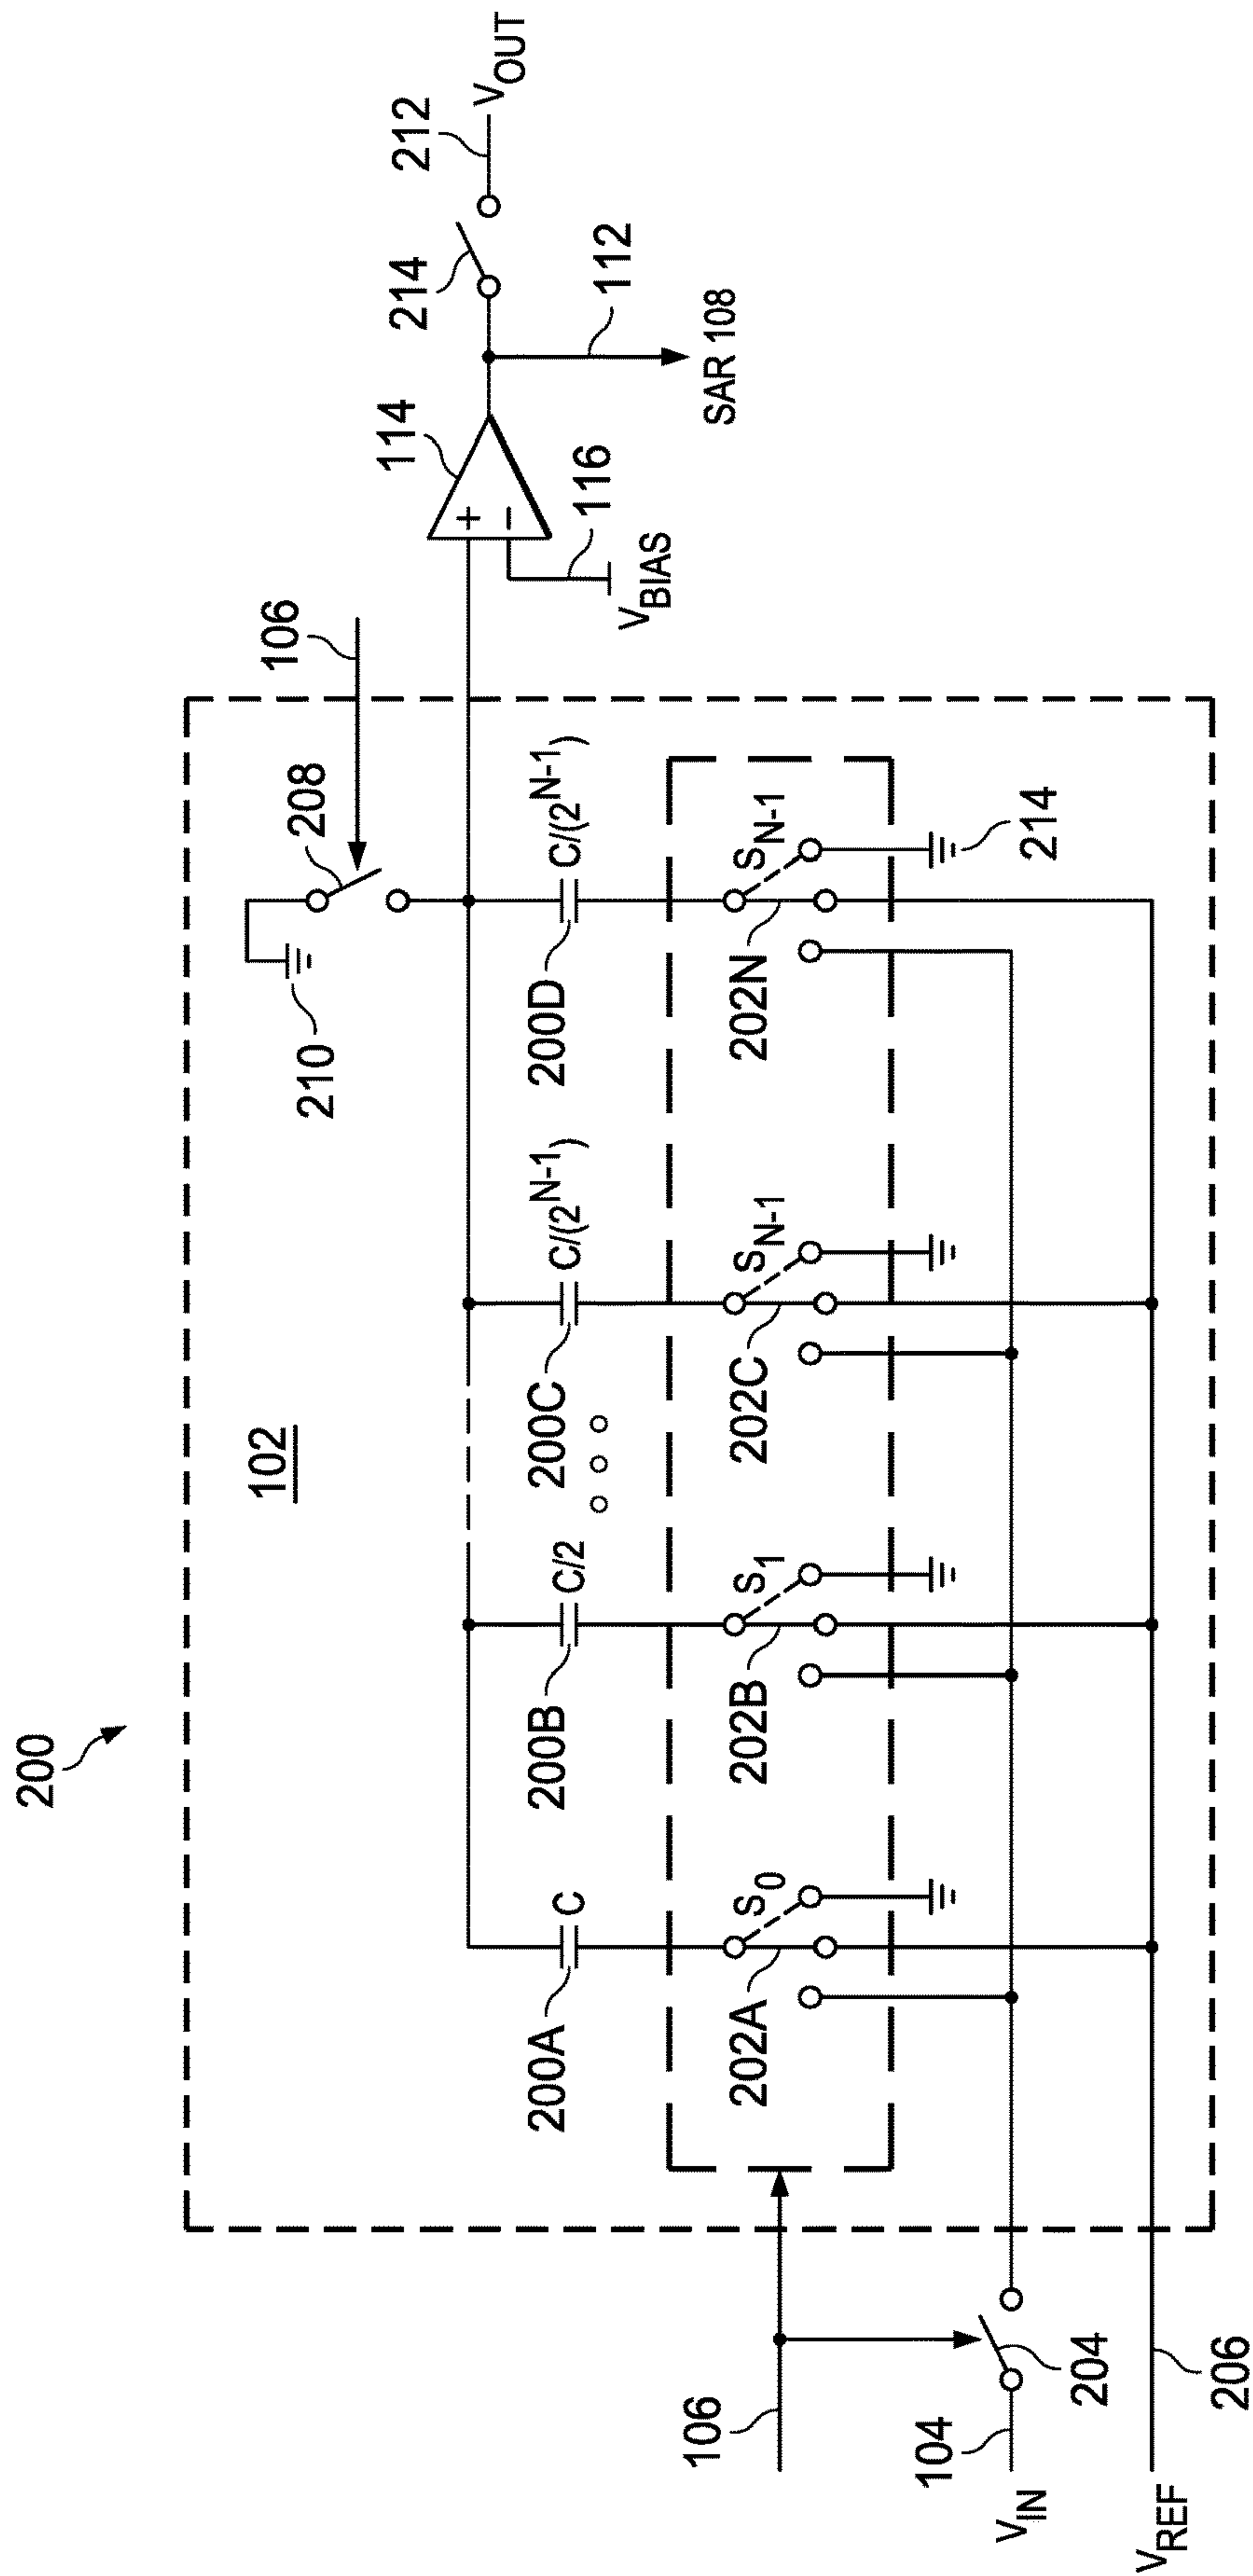 200
102
210
208
106
114
214
212
V_OUT
116
V_BIAS
112
SAR 108
200A
C
200B
C/2
200C
C/(2^{N-1})
200D
C/(2^{N-1})
202A
S_0
202B
S_1
202C
S_{N-1}
202N
S_{N-1}
214
106
104
V_IN
204
V_REF
206